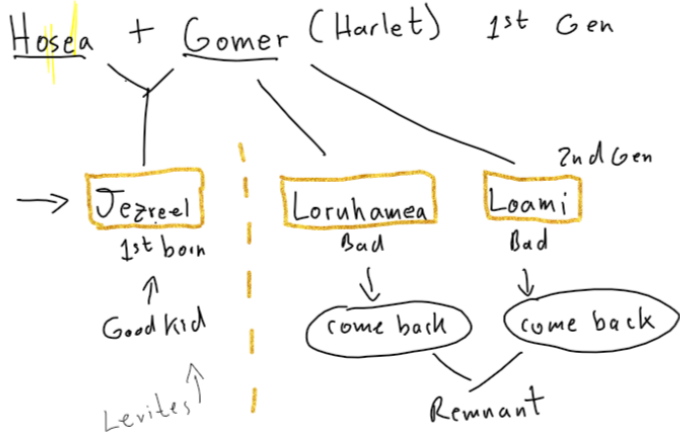 Hosea + Gomer (Harlet) 1st Gen
2nd Gen
Jezreel Loruhamea Loami
1st born Bad Bad
Good Kid come back come back
Levites Remnant